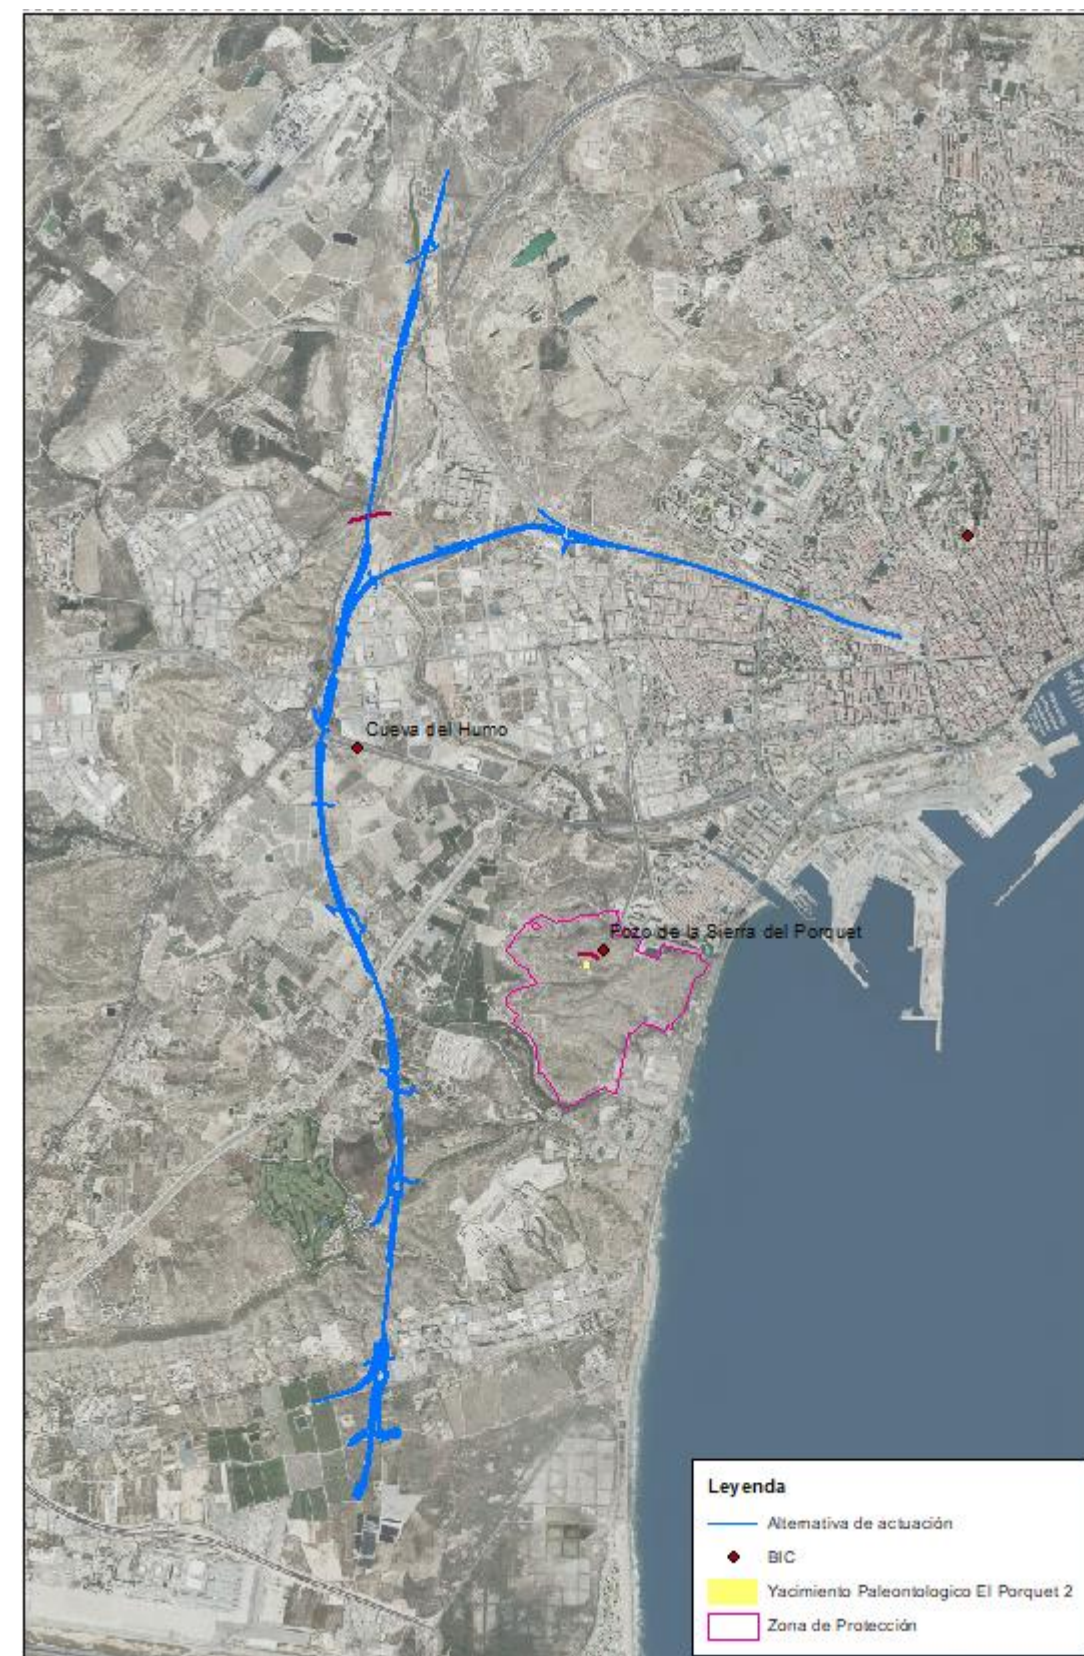 Cueva del Humo
Pozo de la Sierra del Porquet
Leyenda
Alternativa de actuación
BIC
Yacimiento Paleontologico El Porquet 2
Zona de Protección